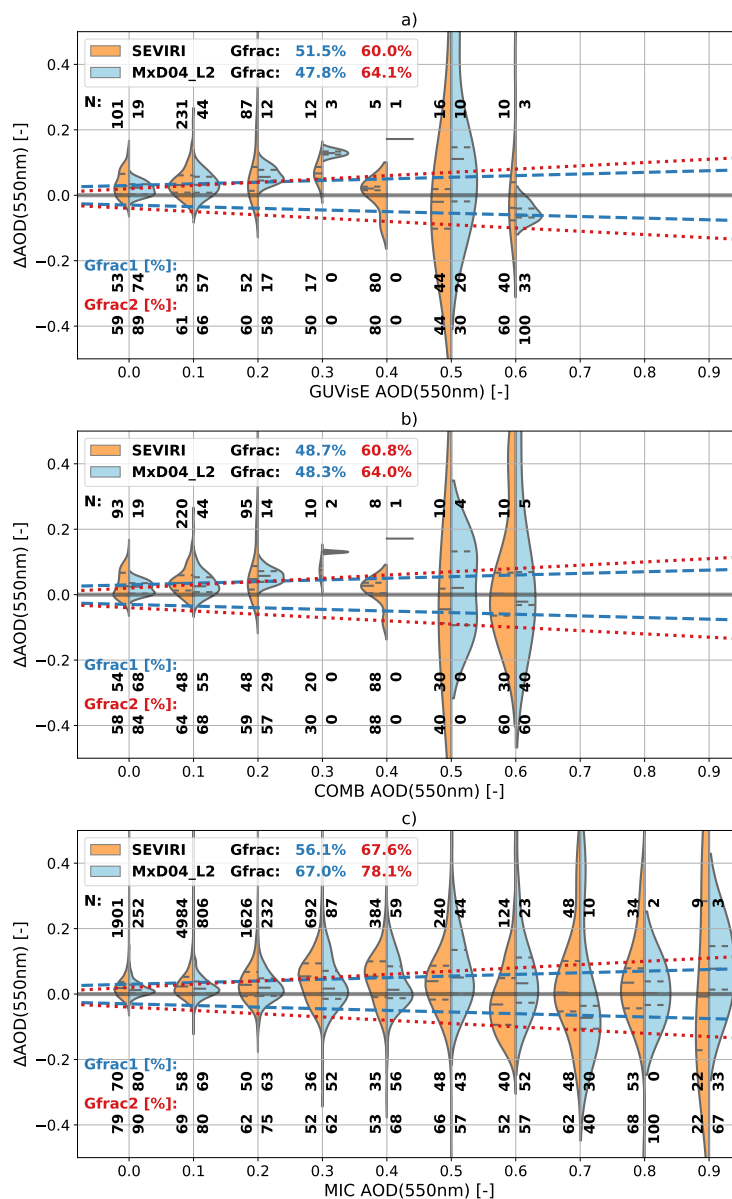 a)
SEVIRI Gfrac: 51.5% 60.0%
MxD04_L2 Gfrac: 47.8% 64.1%
N: 101 19 231 44 87 12 12 3 5 1 16 10 10 3
0.4
0.2
0.0
−0.2
−0.4
ΔAOD(550nm) [-]
Gfrac1 [%]:
53 74 53 57 52 17 17 0 80 0 44 20 40 33
Gfrac2 [%]:
59 89 61 66 60 58 50 0 80 0 44 30 60 100
0.0 0.1 0.2 0.3 0.4 0.5 0.6 0.7 0.8 0.9
GUVisE AOD(550nm) [-]
b)
SEVIRI Gfrac: 48.7% 60.8%
MxD04_L2 Gfrac: 48.3% 64.0%
N: 93 19 220 44 95 14 10 2 8 1 10 4 10 5
0.4
0.2
0.0
−0.2
−0.4
ΔAOD(550nm) [-]
Gfrac1 [%]:
54 68 48 55 48 29 20 0 88 0 30 0 30 40
Gfrac2 [%]:
58 84 64 68 59 57 30 0 88 0 40 0 60 60
0.0 0.1 0.2 0.3 0.4 0.5 0.6 0.7 0.8 0.9
COMB AOD(550nm) [-]
c)
SEVIRI Gfrac: 56.1% 67.6%
MxD04_L2 Gfrac: 67.0% 78.1%
N: 1901 252 4984 806 1626 232 692 87 384 59 240 44 124 23 48 10 34 2 9 3
0.4
0.2
0.0
−0.2
−0.4
ΔAOD(550nm) [-]
Gfrac1 [%]:
70 80 58 69 50 63 36 52 35 56 48 43 40 52 48 30 53 0 22 33
Gfrac2 [%]:
79 90 69 80 62 75 52 62 53 68 66 57 52 57 62 40 68 100 22 67
0.0 0.1 0.2 0.3 0.4 0.5 0.6 0.7 0.8 0.9
MIC AOD(550nm) [-]